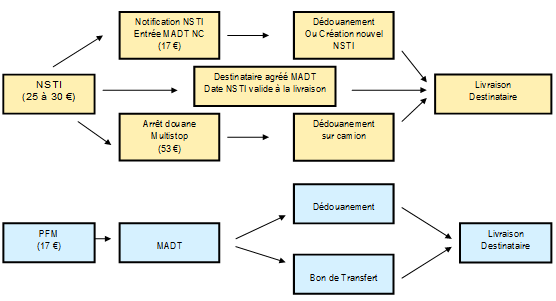 Notification NSTI
Entrée MADT NC
(17 €)
Dédouanement
Ou Création nouvel
NSTI
NSTI
(25 à 30 €)
Destinataire agréé MADT
Date NSTI valide à la livraison
Livraison
Destinataire
Arrêt douane
Multistop
(53 €)
Dédouanement
sur camion
PFM
(17 €)
MADT
Dédouanement
Bon de Transfert
Livraison
Destinataire